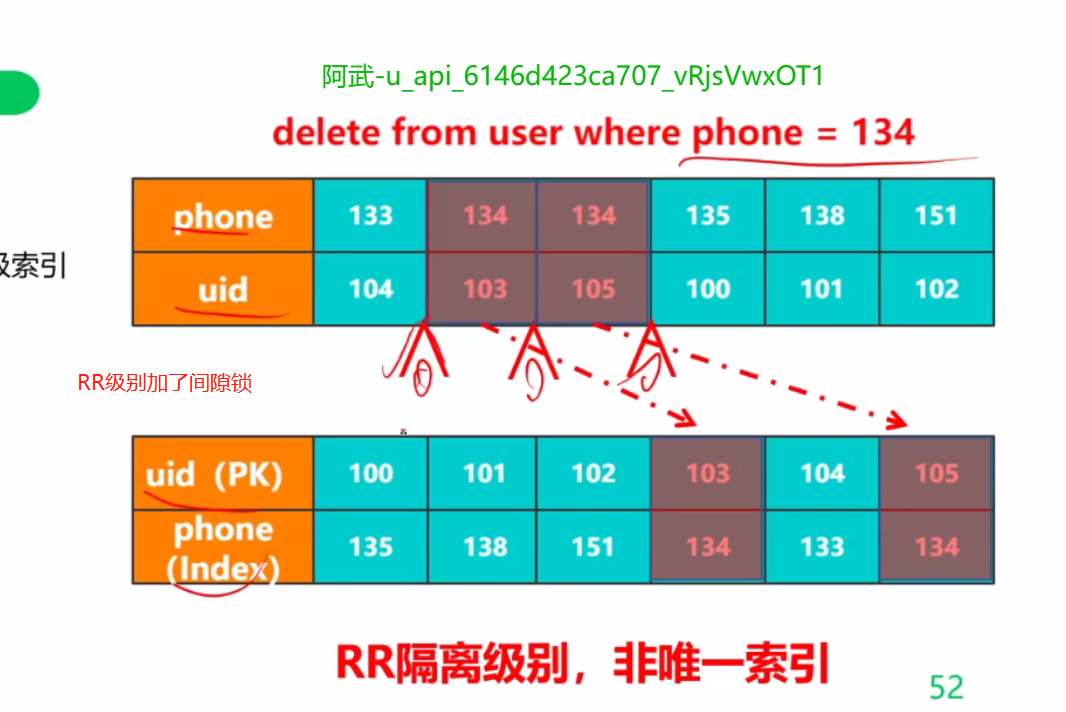 阿武-u_api_6146d423ca707_vRjsVwxOT1
delete from user where phone = 134
phone 133 134 134 135 138 151
级索引
uid 104 103 105 100 101 102
RR级别加了间隙锁
uid（PK） 100 101 102 103 104 105
phone
(Index) 135 138 151 134 133 134
RR隔离级别，非唯一索引
52